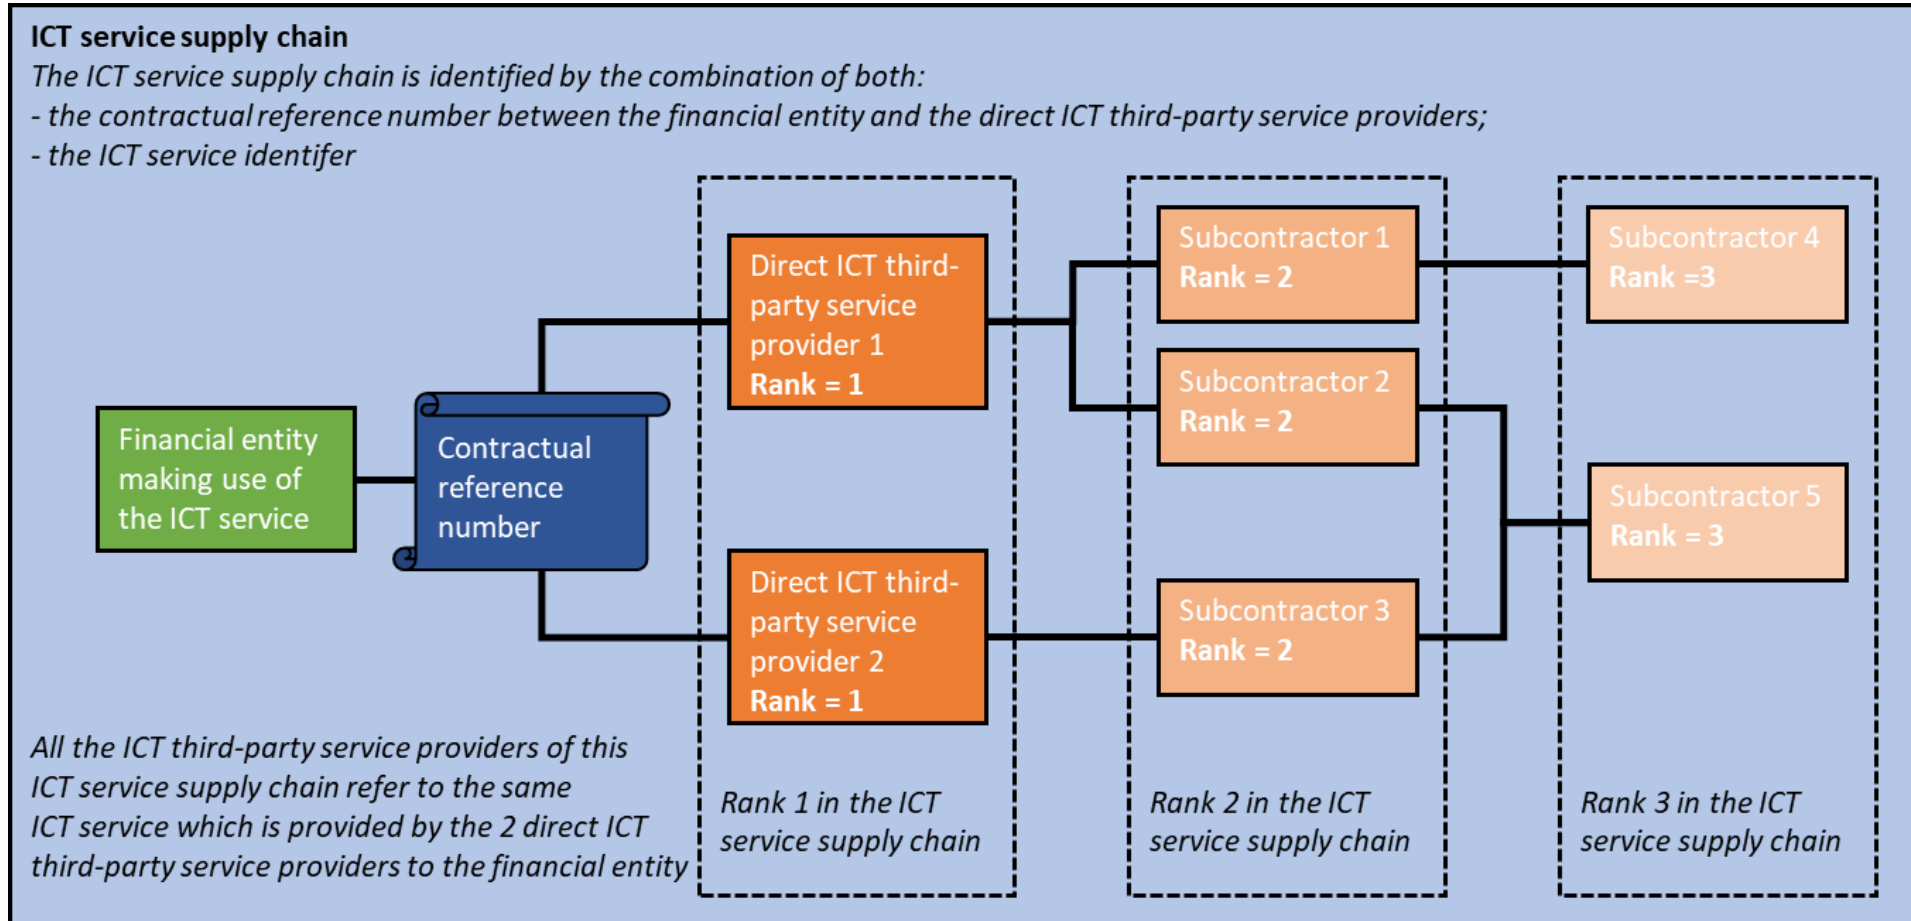 ICT service supply chain
The ICT service supply chain is identified by the combination of both:
- the contractual reference number between the financial entity and the direct ICT third-party service providers;
- the ICT service identifer
Financial entity
making use of
the ICT service
Contractual
reference
number
Direct ICT third-
party service
provider 1
Rank = 1
Direct ICT third-
party service
provider 2
Rank = 1
Subcontractor 1
Rank = 2
Subcontractor 2
Rank = 2
Subcontractor 3
Rank = 2
Subcontractor 4
Rank =3
Subcontractor 5
Rank = 3
All the ICT third-party service providers of this
ICT service supply chain refer to the same
ICT service which is provided by the 2 direct ICT
third-party service providers to the financial entity
Rank 1 in the ICT
service supply chain
Rank 2 in the ICT
service supply chain
Rank 3 in the ICT
service supply chain